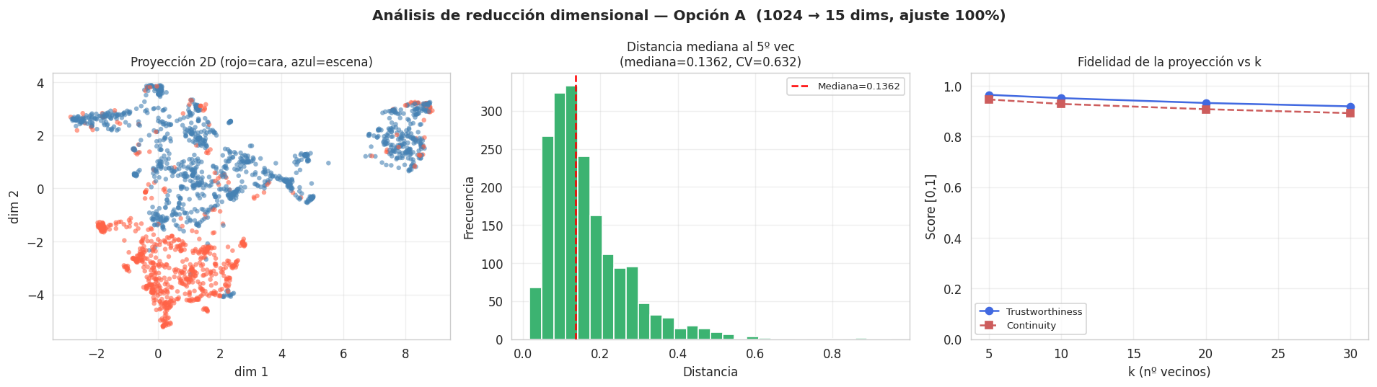 Análisis de reducción dimensional — Opción A  (1024 → 15 dims, ajuste 100%)
Proyección 2D (rojo=cara, azul=escena)
4
2
0
−2
−4
dim 2
−2
0
2
4
6
8
dim 1
Distancia mediana al 5º vec
(mediana=0.1362, CV=0.632)
Mediana=0.1362
350
300
250
200
150
100
50
0
Frecuencia
0.0
0.2
0.4
0.6
0.8
Distancia
Fidelidad de la proyección vs k
1.0
0.8
0.6
0.4
0.2
0.0
Score [0,1]
Trustworthiness
Continuity
5
10
15
20
25
30
k (nº vecinos)